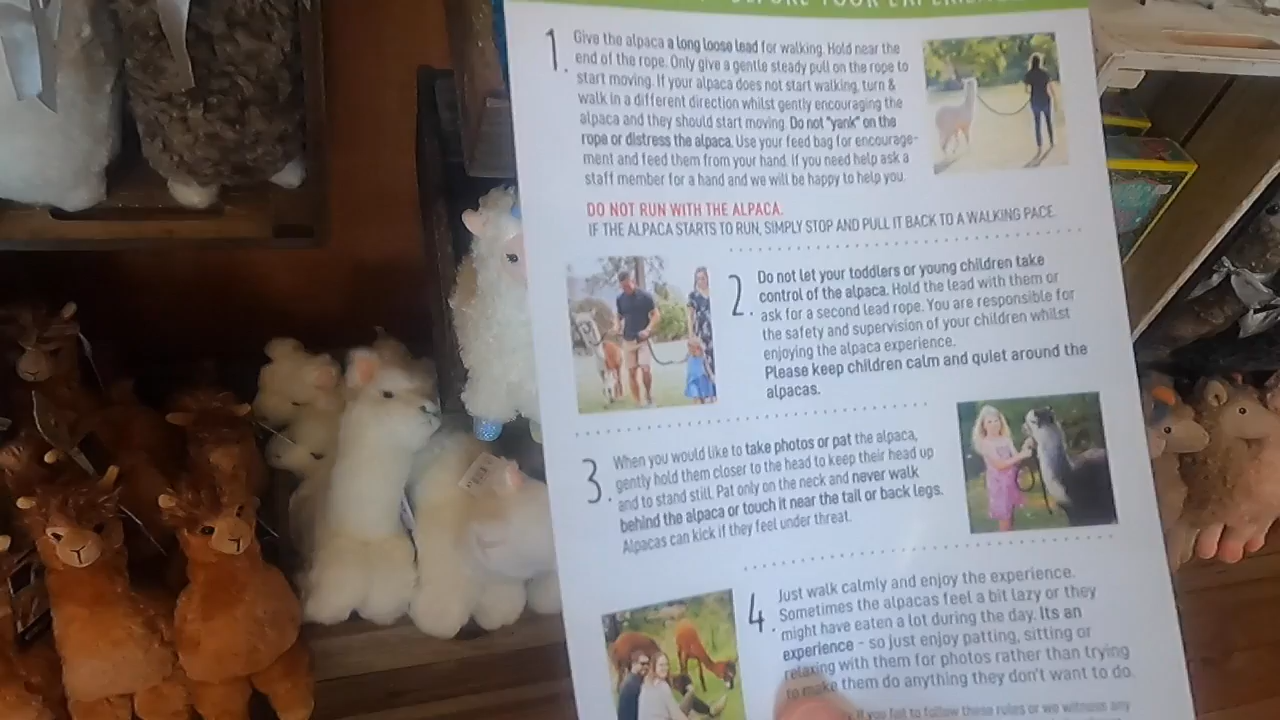 BEFORE YOUR EXPERIENCE
1. Give the alpaca a long loose lead for walking. Hold near the
end of the rope. Only give a gentle steady pull on the rope to
start moving. If your alpaca does not start walking, turn &
walk in a different direction whilst gently encouraging the
alpaca and they should start moving. Do not "yank" on the
rope or distress the alpaca. Use your feed bag for encourage-
ment and feed them from your hand. If you need help ask a
staff member for a hand and we will be happy to help you.
DO NOT RUN WITH THE ALPACA.
IF THE ALPACA STARTS TO RUN, SIMPLY STOP AND PULL IT BACK TO A WALKING PACE.
2. Do not let your toddlers or young children take
control of the alpaca. Hold the lead with them or
ask for a second lead rope. You are responsible for
the safety and supervision of your children whilst
enjoying the alpaca experience.
Please keep children calm and quiet around the
alpacas.
3. When you would like to take photos or pat the alpaca,
gently hold them closer to the head to keep their head up
and to stand still. Pat only on the neck and never walk
behind the alpaca or touch it near the tail or back legs.
Alpacas can kick if they feel under threat.
4. Just walk calmly and enjoy the experience.
Sometimes the alpacas feel a bit lazy or they
might have eaten a lot during the day. Its an
experience - so just enjoy patting, sitting or
relaxing with them for photos rather than trying
to make them do anything they don't want to do.
If you fail to follow these rules or we witness any